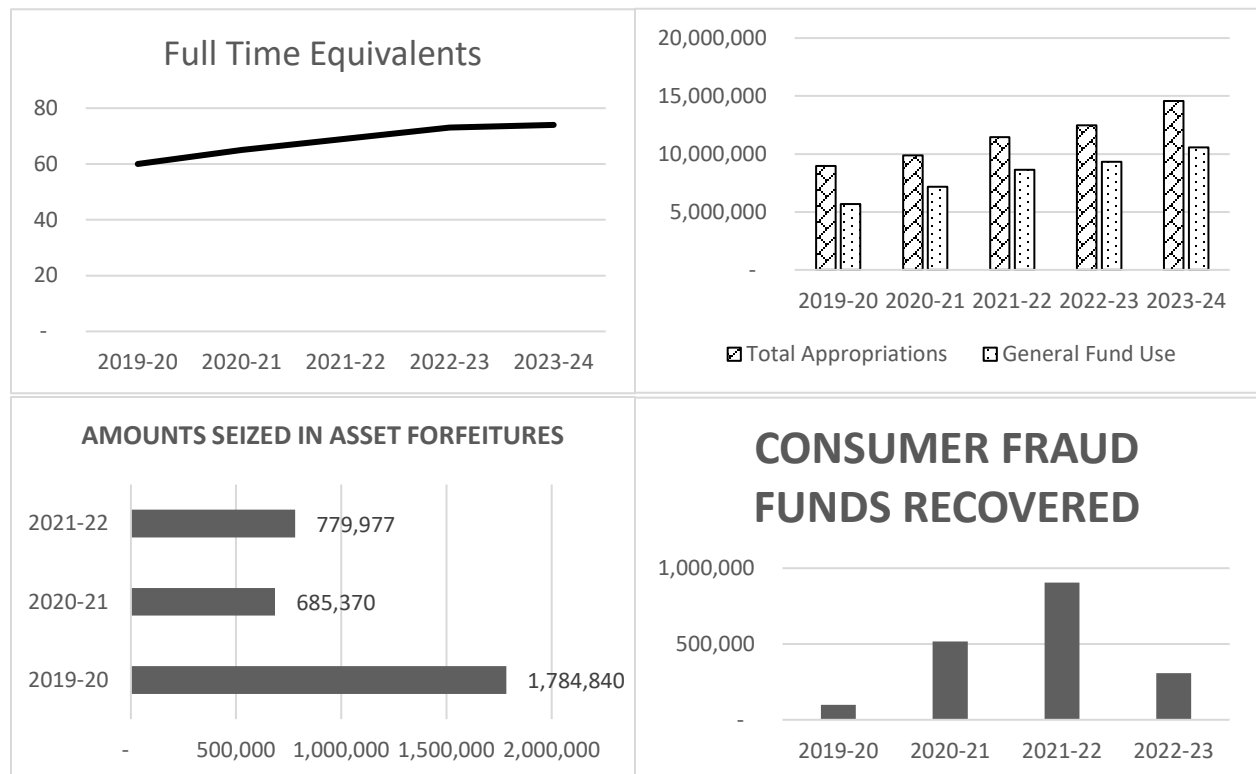 Full Time Equivalents
80
60
40
20
-
2019-20 2020-21 2021-22 2022-23 2023-24
20,000,000
15,000,000
10,000,000
5,000,000
-
2019-20 2020-21 2021-22 2022-23 2023-24
Total Appropriations General Fund Use
AMOUNTS SEIZED IN ASSET FORFEITURES
2021-22 779,977
2020-21 685,370
2019-20 1,784,840
- 500,000 1,000,000 1,500,000 2,000,000
CONSUMER FRAUD
FUNDS RECOVERED
1,000,000
500,000
-
2019-20 2020-21 2021-22 2022-23